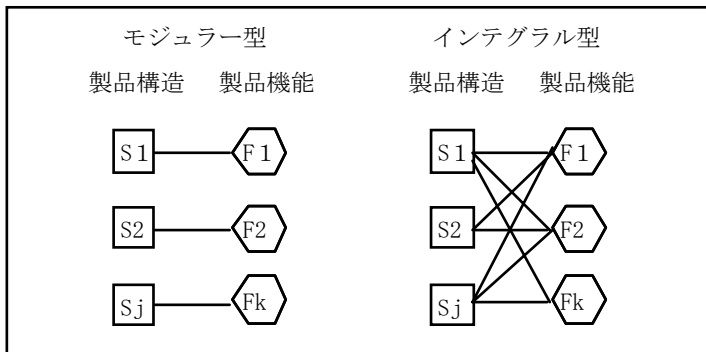 モジュラー型 インテグラル型
製品構造 製品機能 製品構造 製品機能
S１ F１ S１ F１
S2 F2 S2 F2
Sj Fk Sj Fk